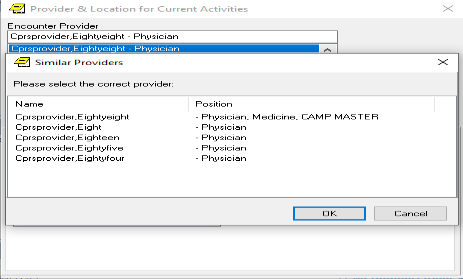 Provider & Location for Current Activities
Encounter Provider
Cprsprovider,Eightyeight - Physician
Cprsprovider,Eightyeight - Physician
Similar Providers
Please select the correct provider:
Name Position
Cprsprovider,Eightyeight - Physician, Medicine, CAMP MASTER
Cprsprovider,Eight - Physician
Cprsprovider,Eighteen - Physician
Cprsprovider,Eightyfive - Physician
Cprsprovider,Eightyfour - Physician
OK Cancel